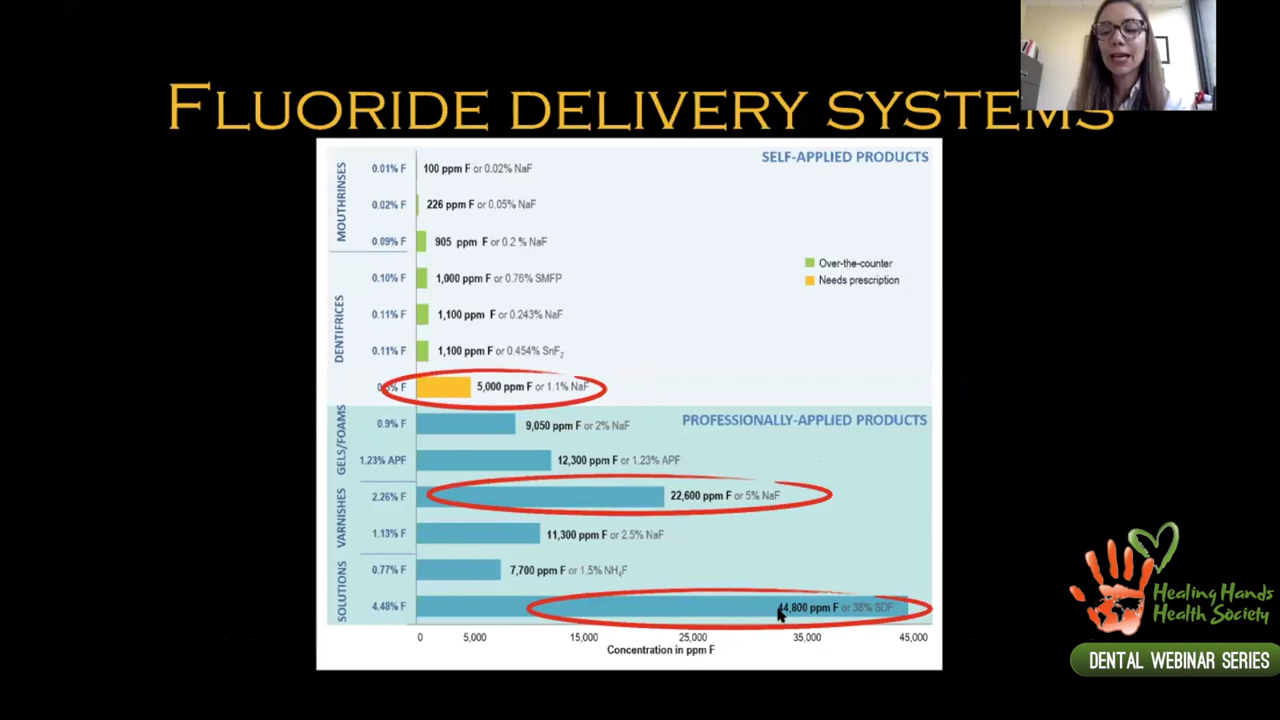 FLUORIDE DELIVERY SYSTEMS
SELF-APPLIED PRODUCTS
MOUTHRINSES
0.01% F 100 ppm F or 0.02% NaF
0.02% F 226 ppm F or 0.05% NaF
0.09% F 905 ppm F or 0.2 % NaF
Over-the-counter
Needs prescription
DENTIFRICES
0.10% F 1,000 ppm F or 0.76% SMFP
0.11% F 1,100 ppm F or 0.243% NaF
0.11% F 1,100 ppm F or 0.454% SnF₂
% F 5,000 ppm F or 1.1% NaF
PROFESSIONALLY-APPLIED PRODUCTS
GELS/FOAMS
0.9% F 9,050 ppm F or 2% NaF
1.23% APF 12,300 ppm F or 1.23% APF
VARNISHES
2.26% F 22,600 ppm F or 5% NaF
1.13% F 11,300 ppm F or 2.5% NaF
SOLUTIONS
0.77% F 7,700 ppm F or 1.5% NH₄F
4.48% F 44,800 ppm F or 38% SDF
0 5,000 15,000 25,000 35,000 45,000
Concentration in ppm F
Healing Hands
Health Society
DENTAL WEBINAR SERIES